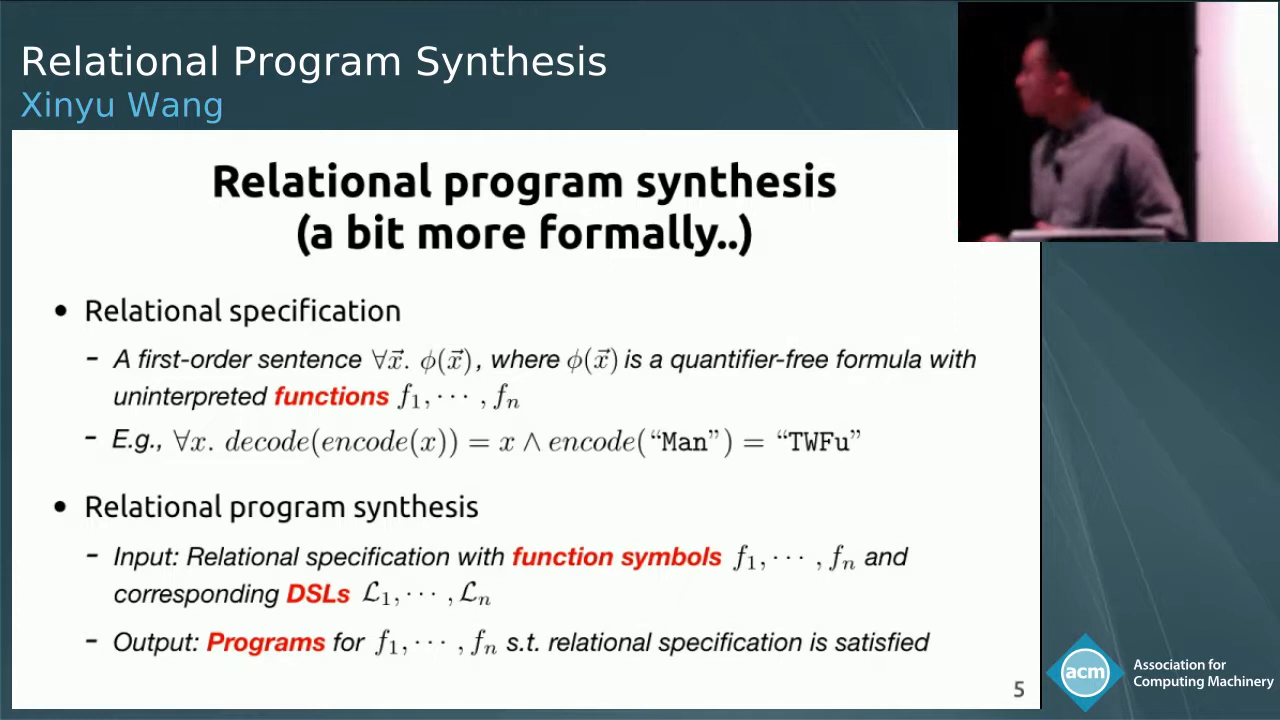 Relational Program Synthesis
Xinyu Wang
Relational program synthesis
(a bit more formally..)
• Relational specification
– A first-order sentence ∀x⃗. ϕ(x⃗), where ϕ(x⃗) is a quantifier-free formula with
uninterpreted functions f₁, ⋯ , fₙ
– E.g., ∀x. decode(encode(x)) = x ∧ encode(“Man”) = “TWFu”
• Relational program synthesis
– Input: Relational specification with function symbols f₁, ⋯ , fₙ and
corresponding DSLs ℒ₁, ⋯ , ℒₙ
– Output: Programs for f₁, ⋯ , fₙ s.t. relational specification is satisfied
5
acm
Association for
Computing Machinery